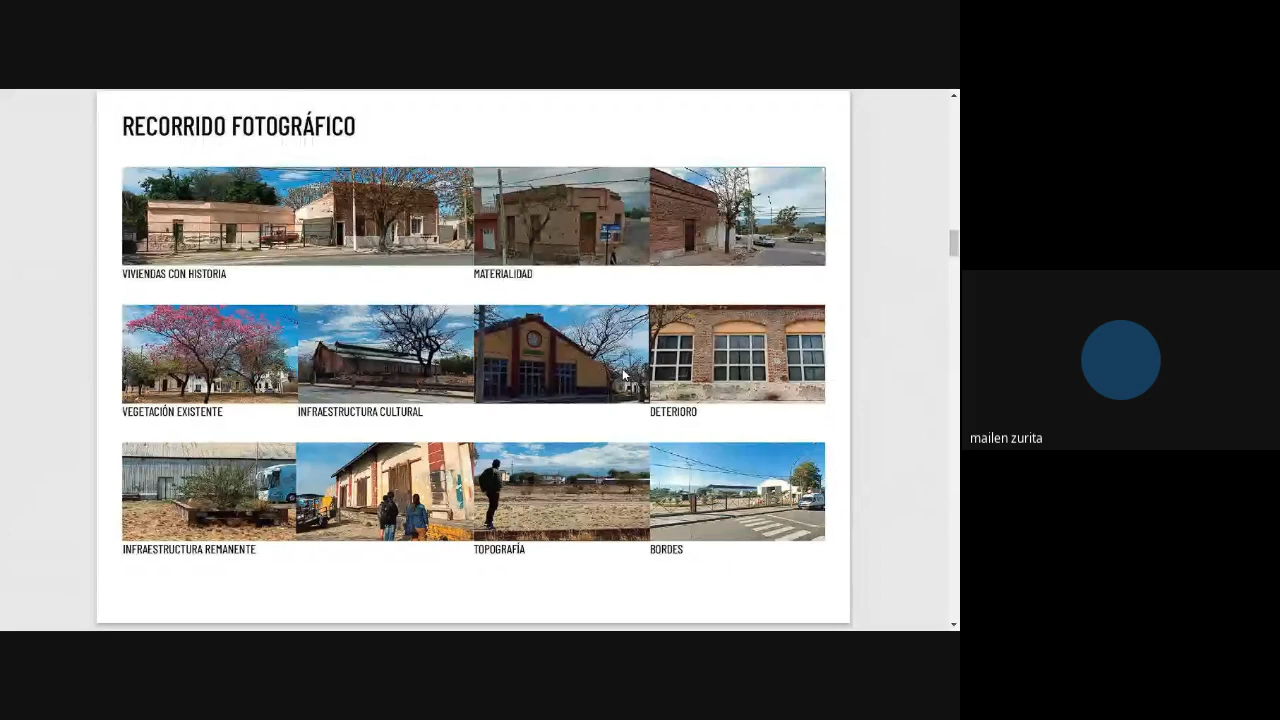 RECORRIDO FOTOGRÁFICO
VIVIENDAS CON HISTORIA
MATERIALIDAD
VEGETACIÓN EXISTENTE
INFRAESTRUCTURA CULTURAL
DETERIORO
mailen zurita
INFRAESTRUCTURA REMANENTE
TOPOGRAFÍA
BORDES